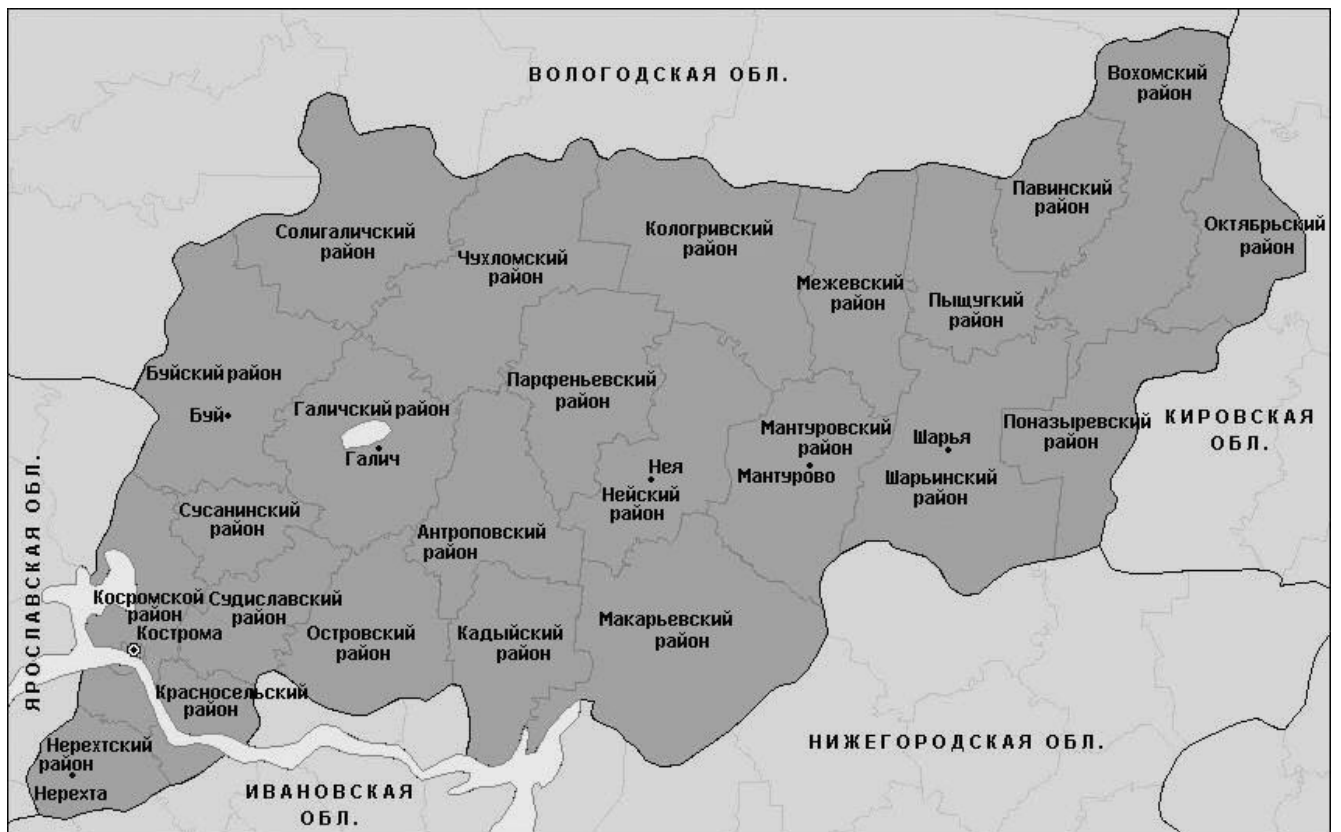 ВОЛОГОДСКАЯ ОБЛ.
Вохомский
район
Павинский
район
Октябрьский
район
Солигаличский
район
Чухломский
район
Кологривский
район
Межевский
район
Пыщугкий
район
Буйский район
Буй
Галичский район
Галич
Парфеньевский
район
Мантуровский
район
Мантурово
Шарья
Шарьинский
район
Поназыревский
район
КИРОВСКАЯ
ОБЛ.
Нея
Нейский
район
Сусанинский
район
Антроповский
район
ЯРОСЛАВСКАЯ ОБЛ.
Косромской
район
Кострома
Судиславский
район
Островский
район
Кадыйский
район
Макарьевский
район
Красносельский
район
Нерехтский
район
Нерехта
ИВАНОВСКАЯ
ОБЛ.
НИЖЕГОРОДСКАЯ ОБЛ.